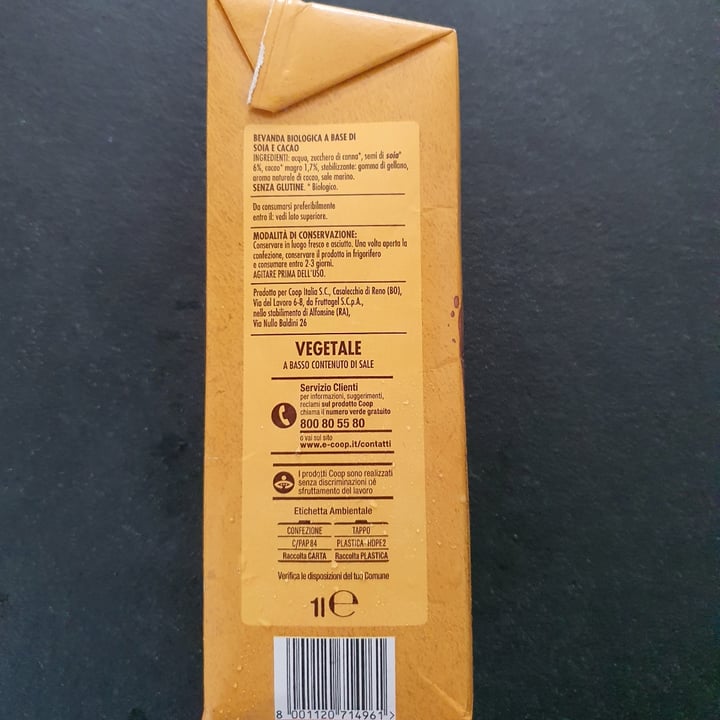 BEVANDA BIOLOGICA A BASE DI
SOIA E CACAO
INGREDIENTI: acqua, zucchero di canna*, semi di soia*
6%, cacao* magro 1,7%, stabilizzante: gomma di gellano,
aroma naturale di cacao, sale marino.
SENZA GLUTINE. * Biologico.
Da consumarsi preferibilmente
entro il: vedi lato superiore.
MODALITÀ DI CONSERVAZIONE:
Conservare in luogo fresco e asciutto. Una volta aperta la
confezione, conservare il prodotto in frigorifero
e consumare entro 2-3 giorni.
AGITARE PRIMA DELL'USO.
Prodotto per Coop Italia S.C., Casalecchio di Reno (BO),
Via del Lavoro 6-8, da Fruttagel S.C.p.A.,
nello stabilimento di Alfonsine (RA),
Via Nullo Baldini 26
VEGETALE
A BASSO CONTENUTO DI SALE
Servizio Clienti
per informazioni, suggerimenti,
reclami sul prodotto Coop
chiama il numero verde gratuito
800 80 55 80
o vai sul sito
www.e-coop.it/contatti
I prodotti Coop sono realizzati
senza discriminazioni né
sfruttamento del lavoro
Etichetta Ambientale
CONFEZIONE TAPPO
C/PAP 84 PLASTICA-HDPE2
Raccolta CARTA Raccolta PLASTICA
Verifica le disposizioni del tuo Comune
1l e
8 001120 714961 >